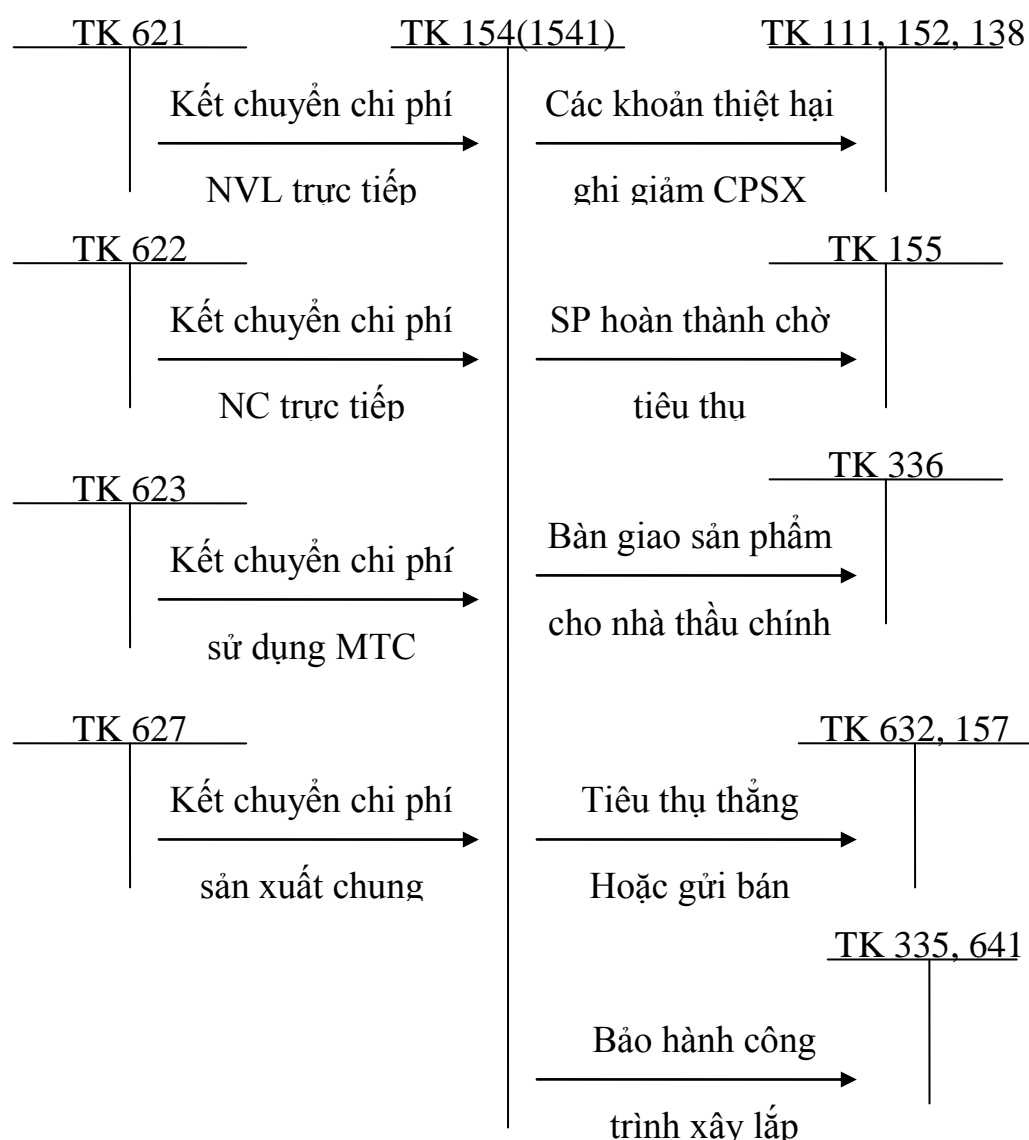 TK 621 TK 154(1541) TK 111, 152, 138
Kết chuyển chi phí
NVL trực tiếp
Các khoản thiệt hại
ghi giảm CPSX
TK 622 TK 155
Kết chuyển chi phí
NC trực tiếp
SP hoàn thành chờ
tiêu thụ
TK 623 TK 336
Kết chuyển chi phí
sử dụng MTC
Bàn giao sản phẩm
cho nhà thầu chính
TK 627 TK 632, 157
Kết chuyển chi phí
sản xuất chung
Tiêu thụ thẳng
Hoặc gửi bán
TK 335, 641
Bảo hành công
trình xây lắp